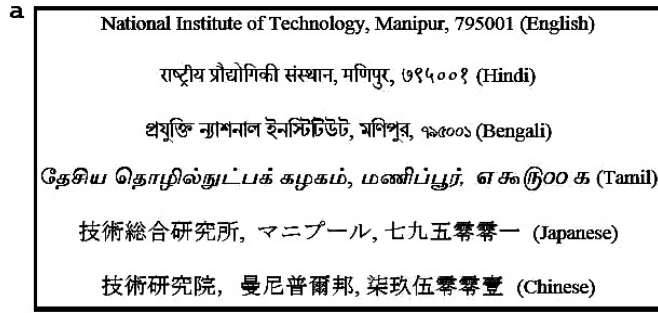 a
National Institute of Technology, Manipur, 795001 (English)
राष्ट्रीय प्रौद्योगिकी संस्थान, मणिपुर, ७९५००१ (Hindi)
প্রযুক্তি ন্যাশনাল ইনস্টিটিউট, মণিপুর, ৭৯৫০০১ (Bengali)
தேசிய தொழில்நுட்பக் கழகம், மணிப்பூர், எ௯௫௦௦ ௧ (Tamil)
技術総合研究所, マニプール, 七九五零零一 (Japanese)
技術研究院, 曼尼普爾邦, 柒玖伍零零壹 (Chinese)